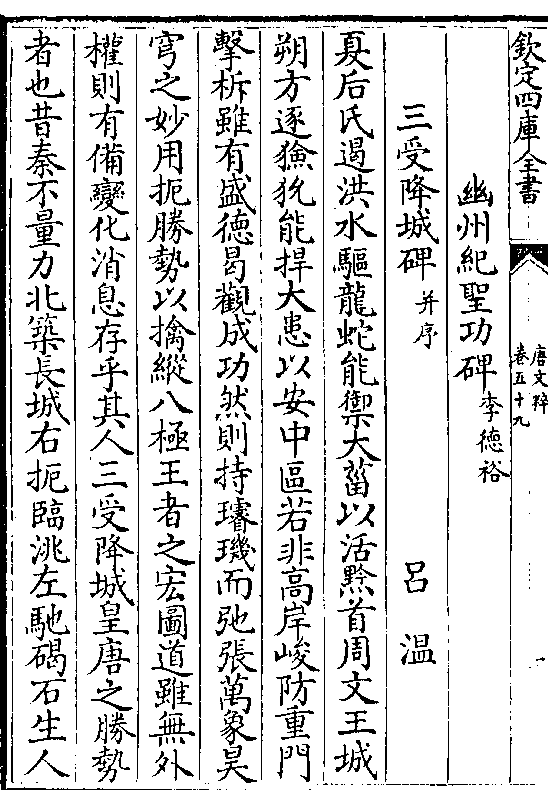 欽定四庫全書
唐文粹
卷五十九
幽州紀聖功碑李德裕
三受降城碑并序 呂溫
夏后氏遏洪水驅龍蛇能禦大菑以活黔首周文王城
朔方逐獫狁能捍大患以安中區若非高岸峻防重門
擊柝雖有盛德曷觀成功然則持璿璣而弛張萬象昊
穹之妙用扼勝勢以擒縱八極王者之宏圖道雖無外
權則有備變化消息存乎其人三受降城皇唐之勝勢
者也昔秦不量力北築長城右扼臨洮左馳碣石生人